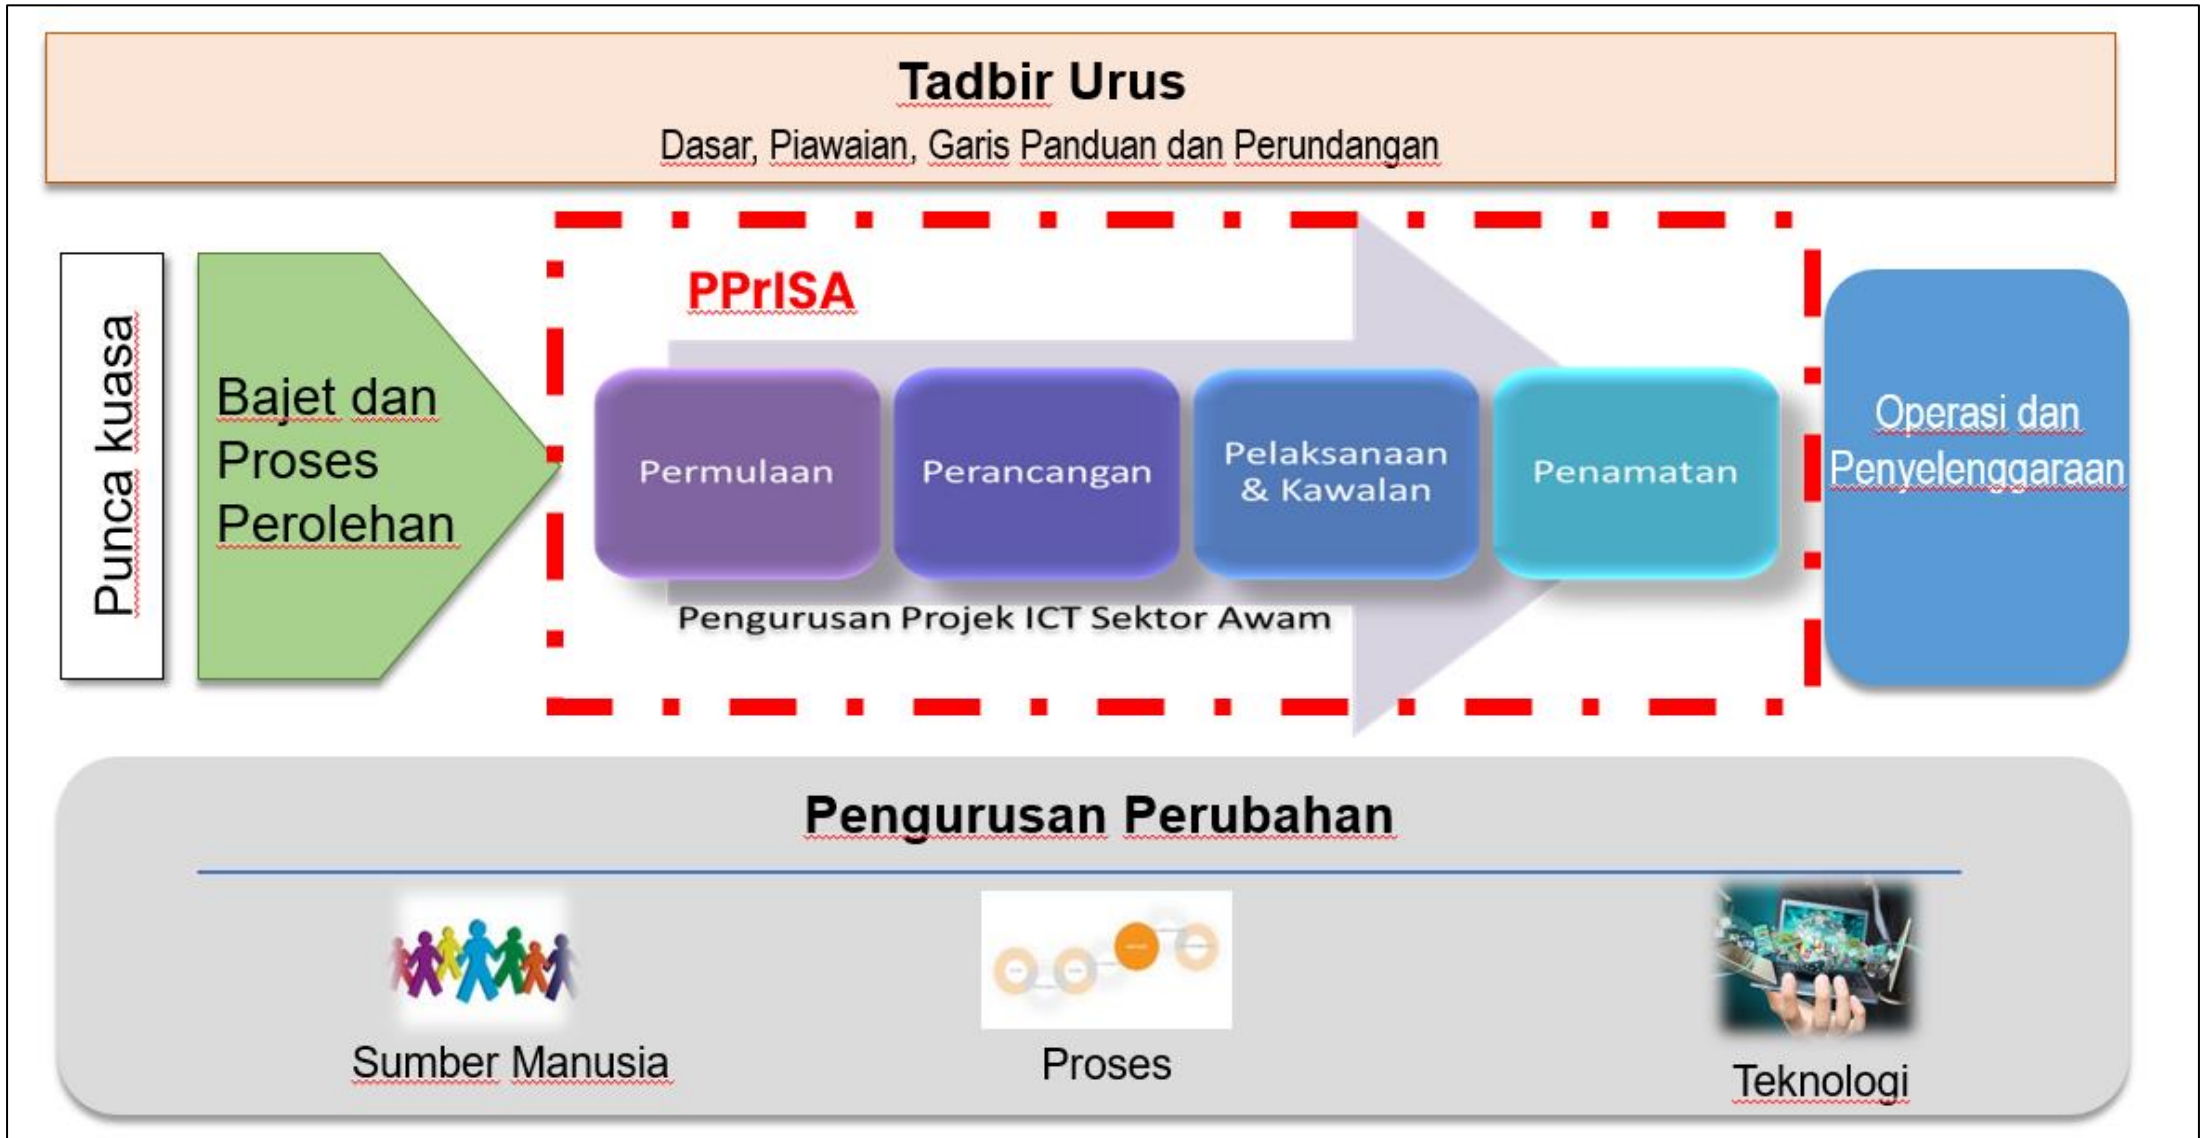 Tadbir Urus
Dasar, Piawaian, Garis Panduan dan Perundangan
Punca kuasa
Bajet dan
Proses
Perolehan
PPrISA
Permulaan
Perancangan
Pelaksanaan
& Kawalan
Penamatan
Pengurusan Projek ICT Sektor Awam
Operasi dan
Penyelenggaraan
Pengurusan Perubahan
Sumber Manusia
Proses
Teknologi